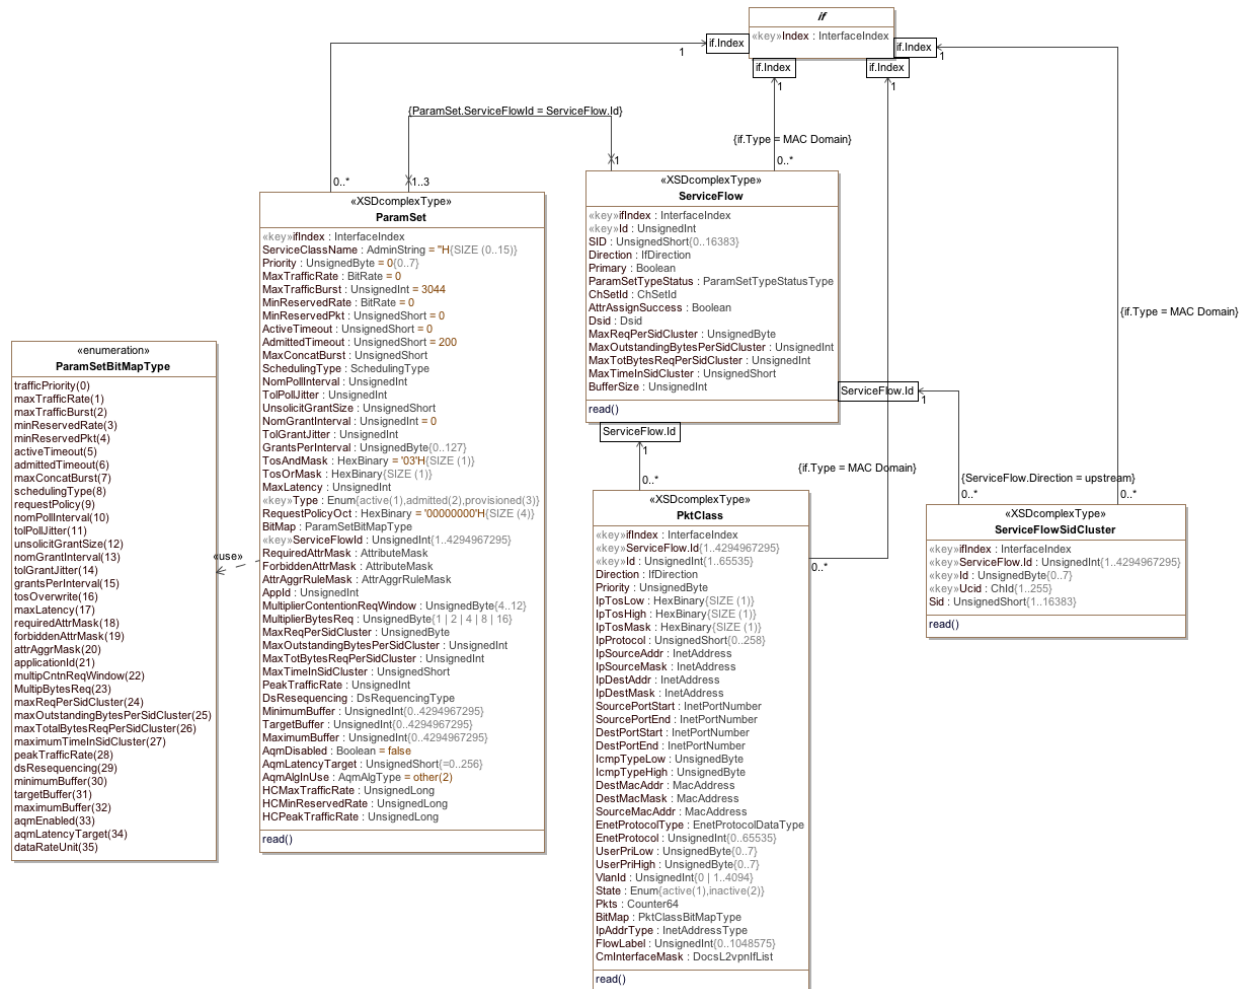 if
«key»Index : InterfaceIndex
if.Index
1
if.Index
1
if.Index
1
if.Index
1
{ParamSet.ServiceFlowId = ServiceFlow.Id}
1
1..3
0..*
{if.Type = MAC Domain}
0..*
«XSDcomplexType»
ParamSet
«key»ifIndex : InterfaceIndex
ServiceClassName : AdminString = ''H{SIZE (0..15)}
Priority : UnsignedByte = 0{0..7}
MaxTrafficRate : BitRate = 0
MaxTrafficBurst : UnsignedInt = 3044
MinReservedRate : BitRate = 0
MinReservedPkt : UnsignedShort = 0
ActiveTimeout : UnsignedShort = 0
AdmittedTimeout : UnsignedShort = 200
MaxConcatBurst : UnsignedShort
SchedulingType : SchedulingType
NomPollInterval : UnsignedInt
TolPollJitter : UnsignedInt
UnsolicitGrantSize : UnsignedShort
NomGrantInterval : UnsignedInt = 0
TolGrantJitter : UnsignedInt
GrantsPerInterval : UnsignedByte{0..127}
TosAndMask : HexBinary = '03'H{SIZE (1)}
TosOrMask : HexBinary{SIZE (1)}
MaxLatency : UnsignedInt
«key»Type : Enum{active(1),admitted(2),provisioned(3)}
RequestPolicyOct : HexBinary = '00000000'H{SIZE (4)}
BitMap : ParamSetBitMapType
«key»ServiceFlowId : UnsignedInt{1..4294967295}
RequiredAttrMask : AttributeMask
ForbiddenAttrMask : AttributeMask
AttrAggrRuleMask : AttrAggrRuleMask
AppId : UnsignedInt
MultiplierContentionReqWindow : UnsignedByte{4..12}
MultiplierBytesReq : UnsignedByte{1 | 2 | 4 | 8 | 16}
MaxReqPerSidCluster : UnsignedByte
MaxOutstandingBytesPerSidCluster : UnsignedInt
MaxTotBytesReqPerSidCluster : UnsignedInt
MaxTimeInSidCluster : UnsignedShort
PeakTrafficRate : UnsignedInt
DsResequencing : DsRequencingType
MinimumBuffer : UnsignedInt{0..4294967295}
TargetBuffer : UnsignedInt{0..4294967295}
MaximumBuffer : UnsignedInt{0..4294967295}
AqmDisabled : Boolean = false
AqmLatencyTarget : UnsignedShort{=0..256}
AqmAlgInUse : AqmAlgType = other(2)
HCMaxTrafficRate : UnsignedLong
HCMinReservedRate : UnsignedLong
HCPeakTrafficRate : UnsignedLong
read()
«XSDcomplexType»
ServiceFlow
«key»ifIndex : InterfaceIndex
«key»Id : UnsignedInt
SID : UnsignedShort{0..16383}
Direction : IfDirection
Primary : Boolean
ParamSetTypeStatus : ParamSetTypeStatusType
ChSetId : ChSetId
AttrAssignSuccess : Boolean
Dsid : Dsid
MaxReqPerSidCluster : UnsignedByte
MaxOutstandingBytesPerSidCluster : UnsignedInt
MaxTotBytesReqPerSidCluster : UnsignedInt
MaxTimeInSidCluster : UnsignedShort
BufferSize : UnsignedInt
read()
{if.Type = MAC Domain}
ServiceFlow.Id
1
ServiceFlow.Id
1
0..*
{if.Type = MAC Domain}
{ServiceFlow.Direction = upstream}
0..*
0..*
«enumeration»
ParamSetBitMapType
trafficPriority(0)
maxTrafficRate(1)
maxTrafficBurst(2)
minReservedRate(3)
minReservedPkt(4)
activeTimeout(5)
admittedTimeout(6)
maxConcatBurst(7)
schedulingType(8)
requestPolicy(9)
nomPollInterval(10)
tolPollJitter(11)
unsolicitGrantSize(12)
nomGrantInterval(13)
tolGrantJitter(14)
grantsPerInterval(15)
tosOverwrite(16)
maxLatency(17)
requiredAttrMask(18)
forbiddenAttrMask(19)
attrAggrMask(20)
applicationId(21)
multipCntnReqWindow(22)
MultipBytesReq(23)
maxReqPerSidCluster(24)
maxOutstandingBytesPerSidCluster(25)
maxTotalBytesReqPerSidCluster(26)
maximumTimeInSidCluster(27)
peakTrafficRate(28)
dsResequencing(29)
minimumBuffer(30)
targetBuffer(31)
maximumBuffer(32)
aqmEnabled(33)
aqmLatencyTarget(34)
dataRateUnit(35)
«use»
«XSDcomplexType»
PktClass
«key»ifIndex : InterfaceIndex
«key»ServiceFlow.Id{1..4294967295}
«key»Id : UnsignedInt{1..65535}
Direction : IfDirection
Priority : UnsignedByte
IpTosLow : HexBinary{SIZE (1)}
IpTosHigh : HexBinary{SIZE (1)}
IpTosMask : HexBinary{SIZE (1)}
IpProtocol : UnsignedShort{0..258}
IpSourceAddr : InetAddress
IpSourceMask : InetAddress
IpDestAddr : InetAddress
IpDestMask : InetAddress
SourcePortStart : InetPortNumber
SourcePortEnd : InetPortNumber
DestPortStart : InetPortNumber
DestPortEnd : InetPortNumber
IcmpTypeLow : UnsignedByte
IcmpTypeHigh : UnsignedByte
DestMacAddr : MacAddress
DestMacMask : MacAddress
SourceMacAddr : MacAddress
EnetProtocolType : EnetProtocolDataType
EnetProtocol : UnsignedInt{0..65535}
UserPriLow : UnsignedByte{0..7}
UserPriHigh : UnsignedByte{0..7}
VlanId : UnsignedInt{0 | 1..4094}
State : Enum{active(1),inactive(2)}
Pkts : Counter64
BitMap : PktClassBitMapType
IpAddrType : InetAddressType
FlowLabel : UnsignedInt{0..1048575}
CmInterfaceMask : DocsL2vpnIfList
read()
0..*
«XSDcomplexType»
ServiceFlowSidCluster
«key»ifIndex : InterfaceIndex
«key»ServiceFlow.Id : UnsignedInt{1..4294967295}
«key»Id : UnsignedByte{0..7}
«key»Ucid : ChId{1..255}
Sid : UnsignedShort{1..16383}
read()